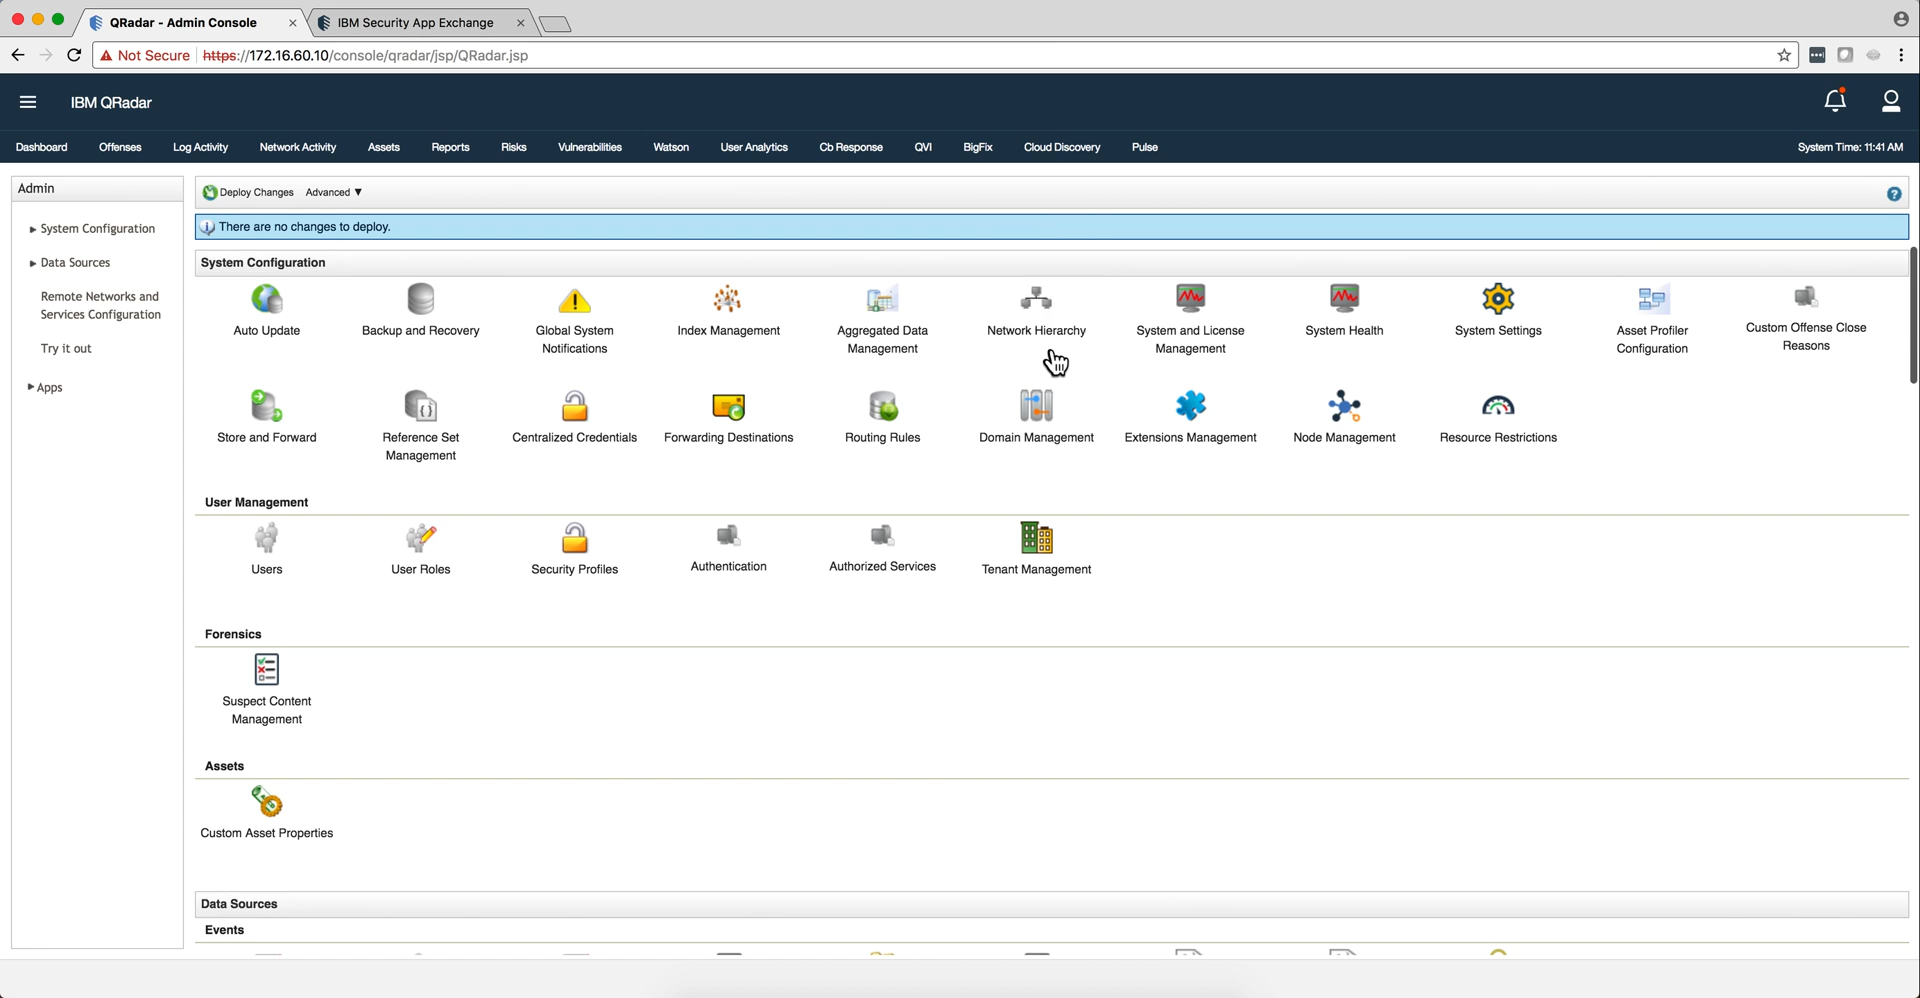 QRadar - Admin Console
IBM Security App Exchange
Not Secure https://172.16.60.10/console/qradar/jsp/QRadar.jsp
IBM QRadar
Dashboard Offenses Log Activity Network Activity Assets Reports Risks Vulnerabilities Watson User Analytics Cb Response QVI BigFix Cloud Discovery Pulse System Time: 11:41 AM
Admin
System Configuration
Data Sources
Remote Networks and
Services Configuration
Try it out
Apps
Deploy Changes Advanced
There are no changes to deploy.
System Configuration
Auto Update
Backup and Recovery
Global System
Notifications
Index Management
Aggregated Data
Management
Network Hierarchy
System and License
Management
System Health
System Settings
Asset Profiler
Configuration
Custom Offense Close
Reasons
Store and Forward
Reference Set
Management
Centralized Credentials
Forwarding Destinations
Routing Rules
Domain Management
Extensions Management
Node Management
Resource Restrictions
User Management
Users
User Roles
Security Profiles
Authentication
Authorized Services
Tenant Management
Forensics
Suspect Content
Management
Assets
Custom Asset Properties
Data Sources
Events